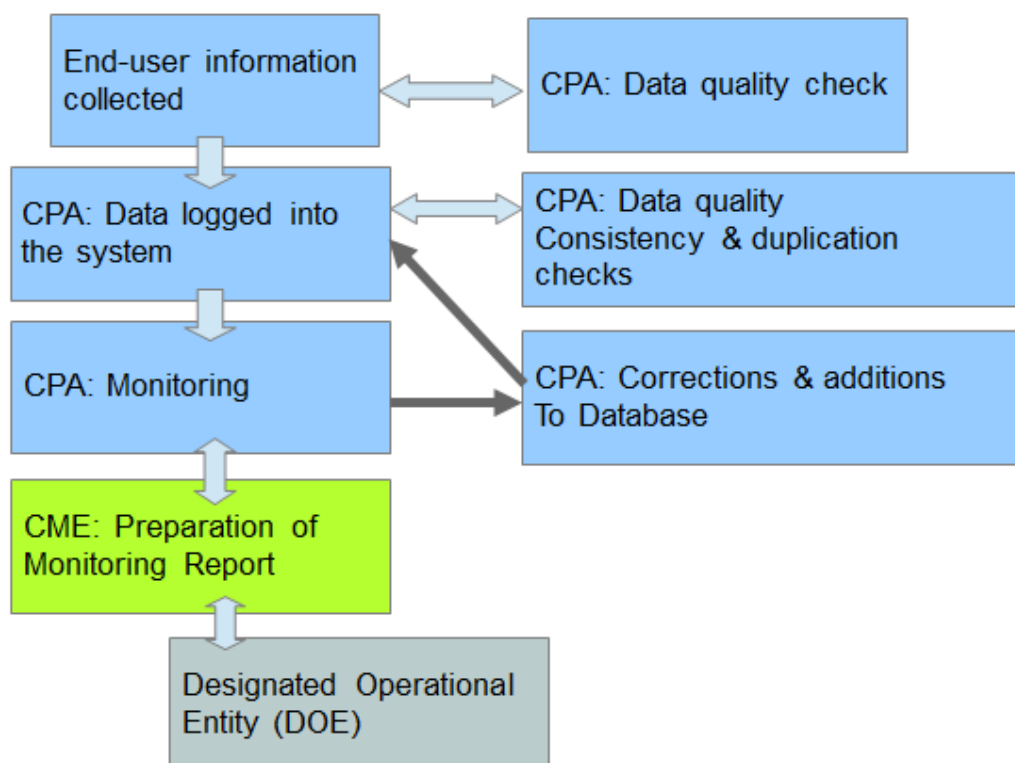 End-user information
collected
CPA: Data quality check
CPA: Data logged into
the system
CPA: Data quality
Consistency & duplication
checks
CPA: Monitoring
CPA: Corrections & additions
To Database
CME: Preparation of
Monitoring Report
Designated Operational
Entity (DOE)